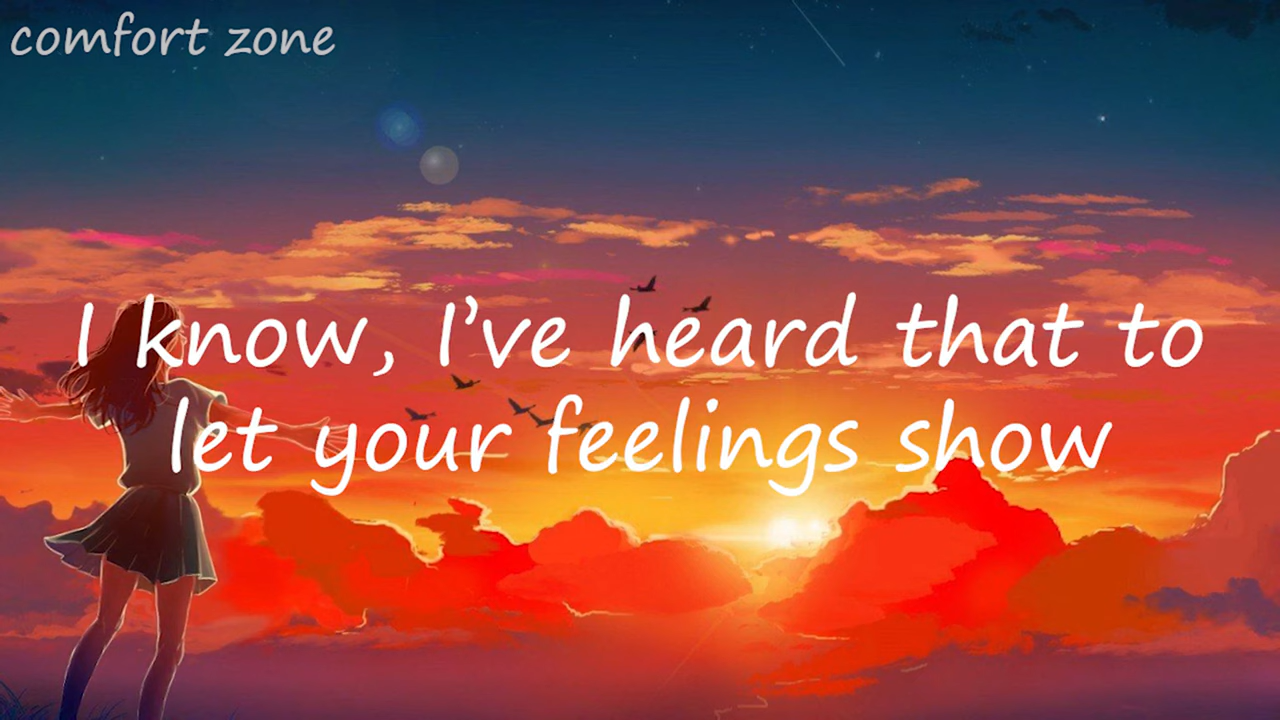 comfort zone
I know, I’ve heard that to
let your feelings show